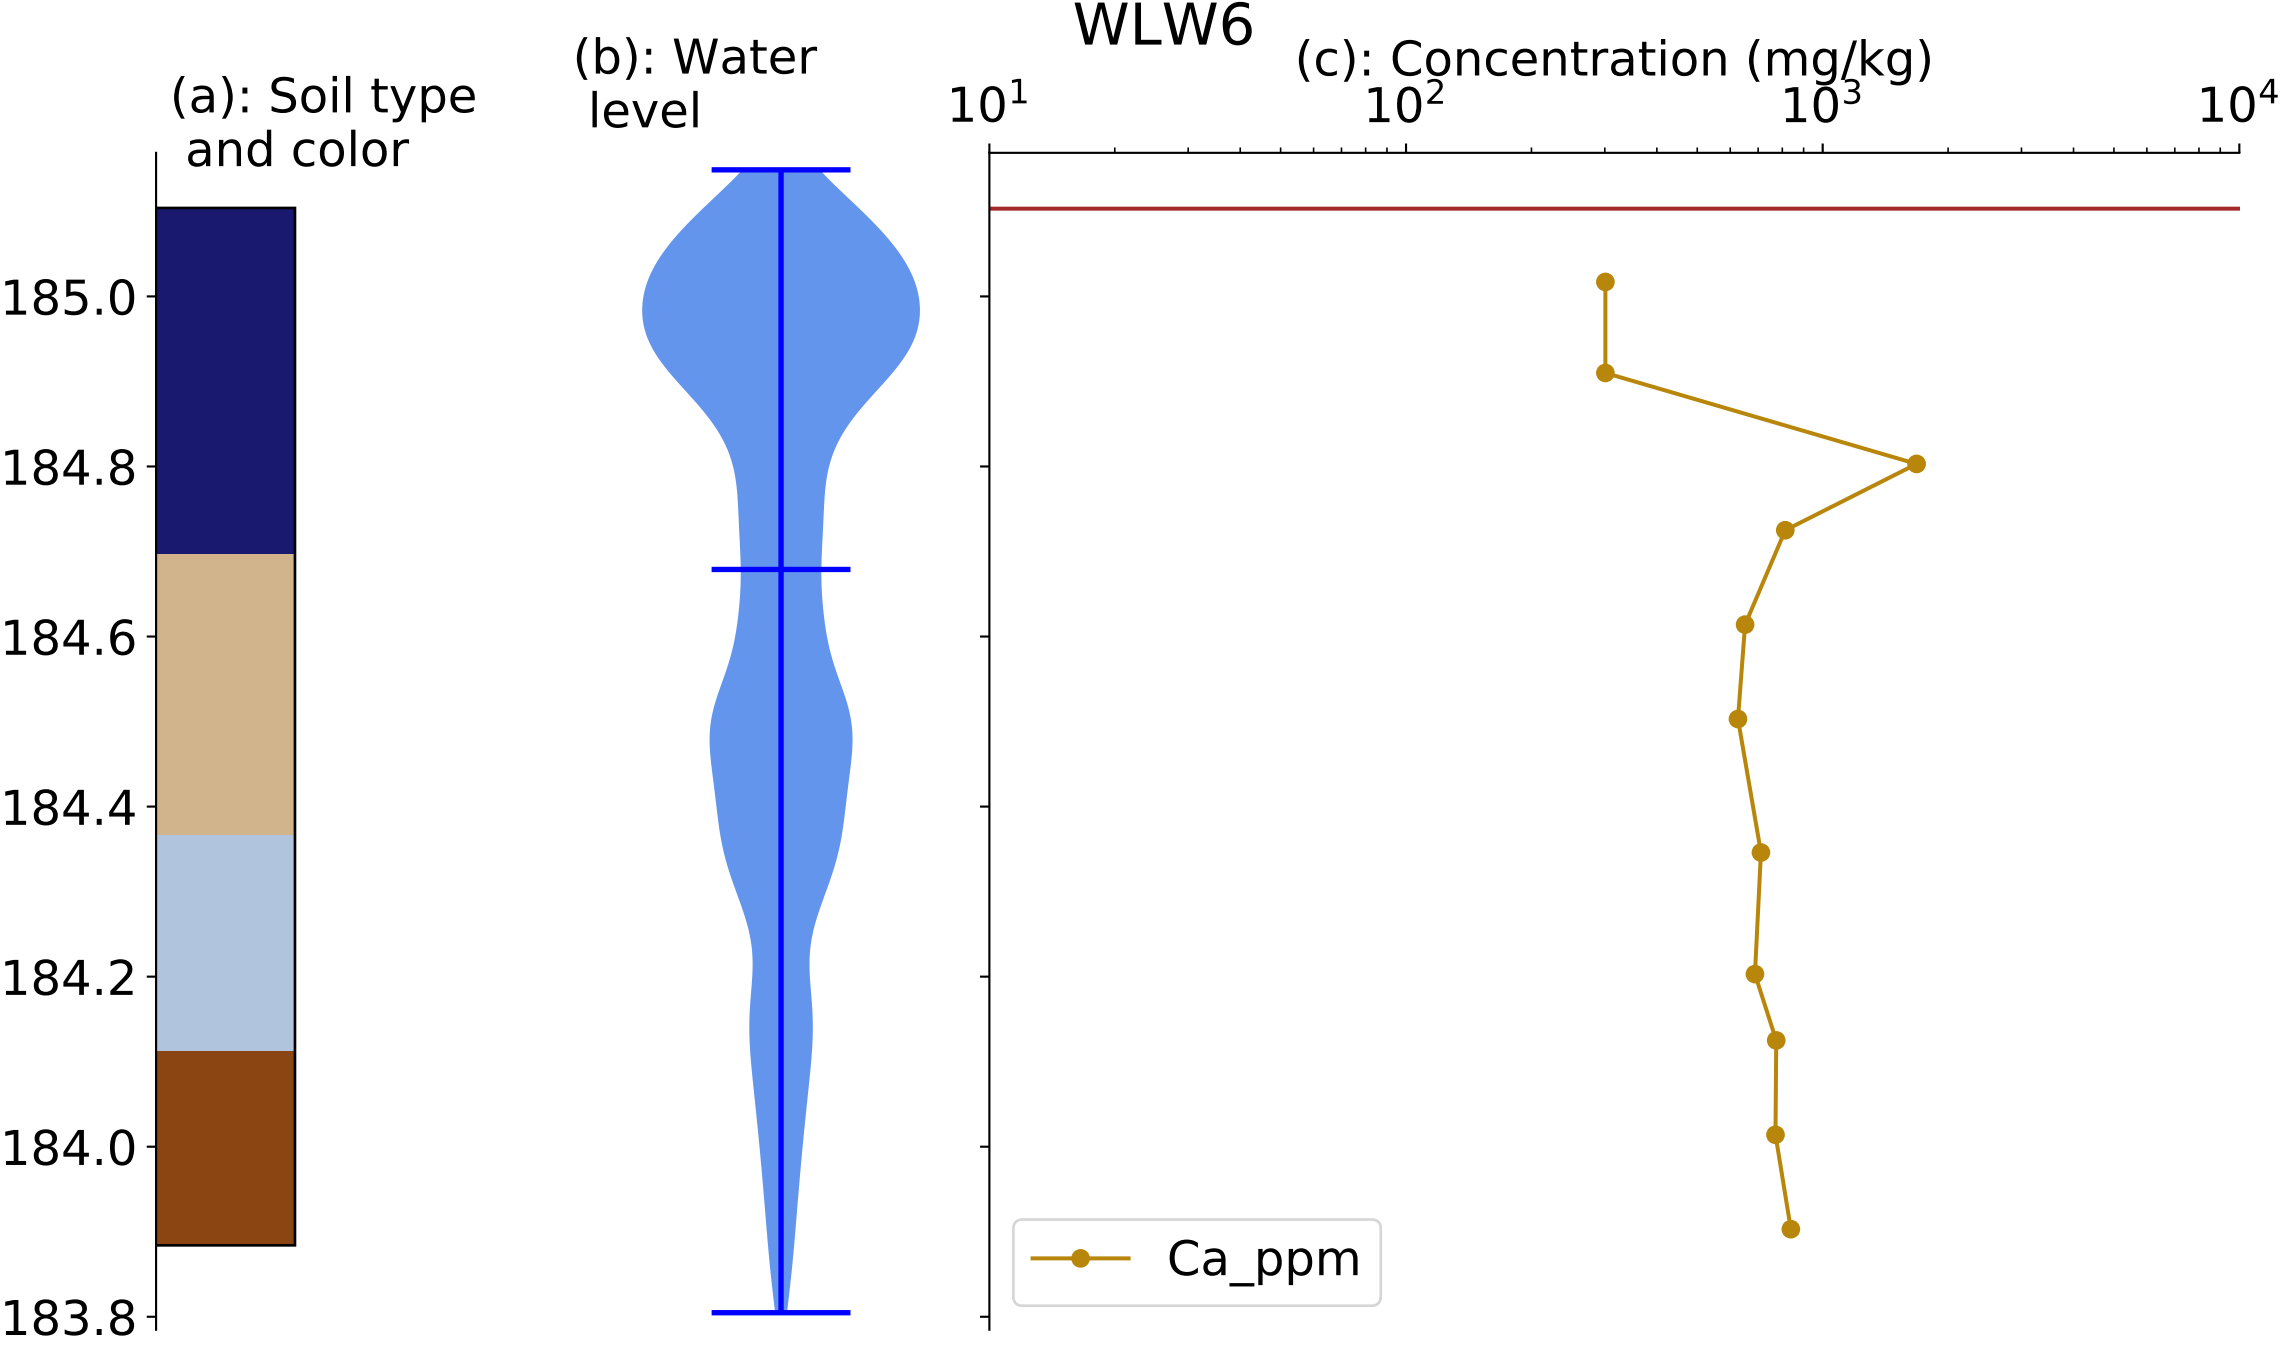 WLW6
(a): Soil type
and color
(b): Water
level
(c): Concentration (mg/kg)
10¹ 10² 10³ 10⁴
185.0
184.8
184.6
184.4
184.2
184.0
183.8
Ca_ppm